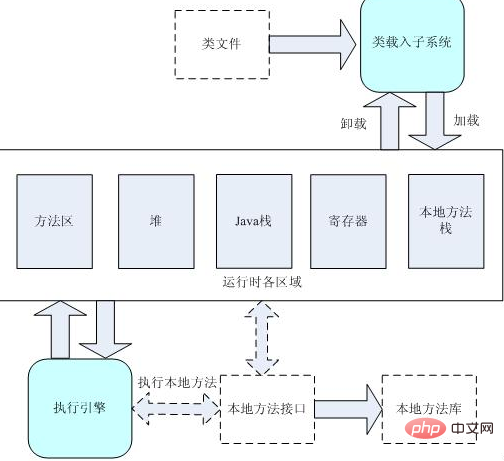 类文件
类载入子系统
卸载
加载
方法区
堆
Java栈
寄存器
本地方法
栈
运行时各区域
执行本地方法
执行引擎
本地方法接口
本地方法库
php 中文网